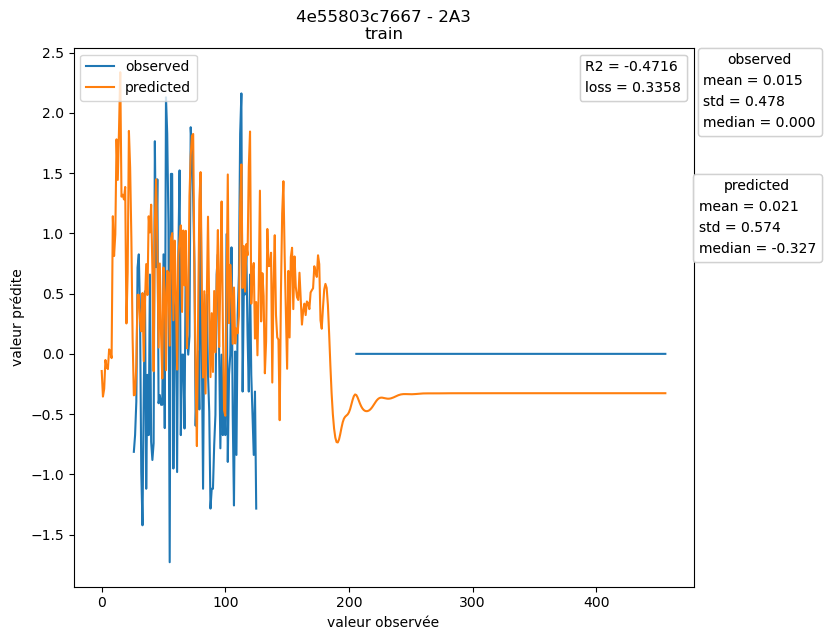 4e55803c7667 - 2A3
train
observed
predicted
R2 = -0.4716
loss = 0.3358
observed
mean = 0.015
std = 0.478
median = 0.000
predicted
mean = 0.021
std = 0.574
median = -0.327
valeur prédite
2.5
2.0
1.5
1.0
0.5
0.0
−0.5
−1.0
−1.5
0
100
200
300
400
valeur observée